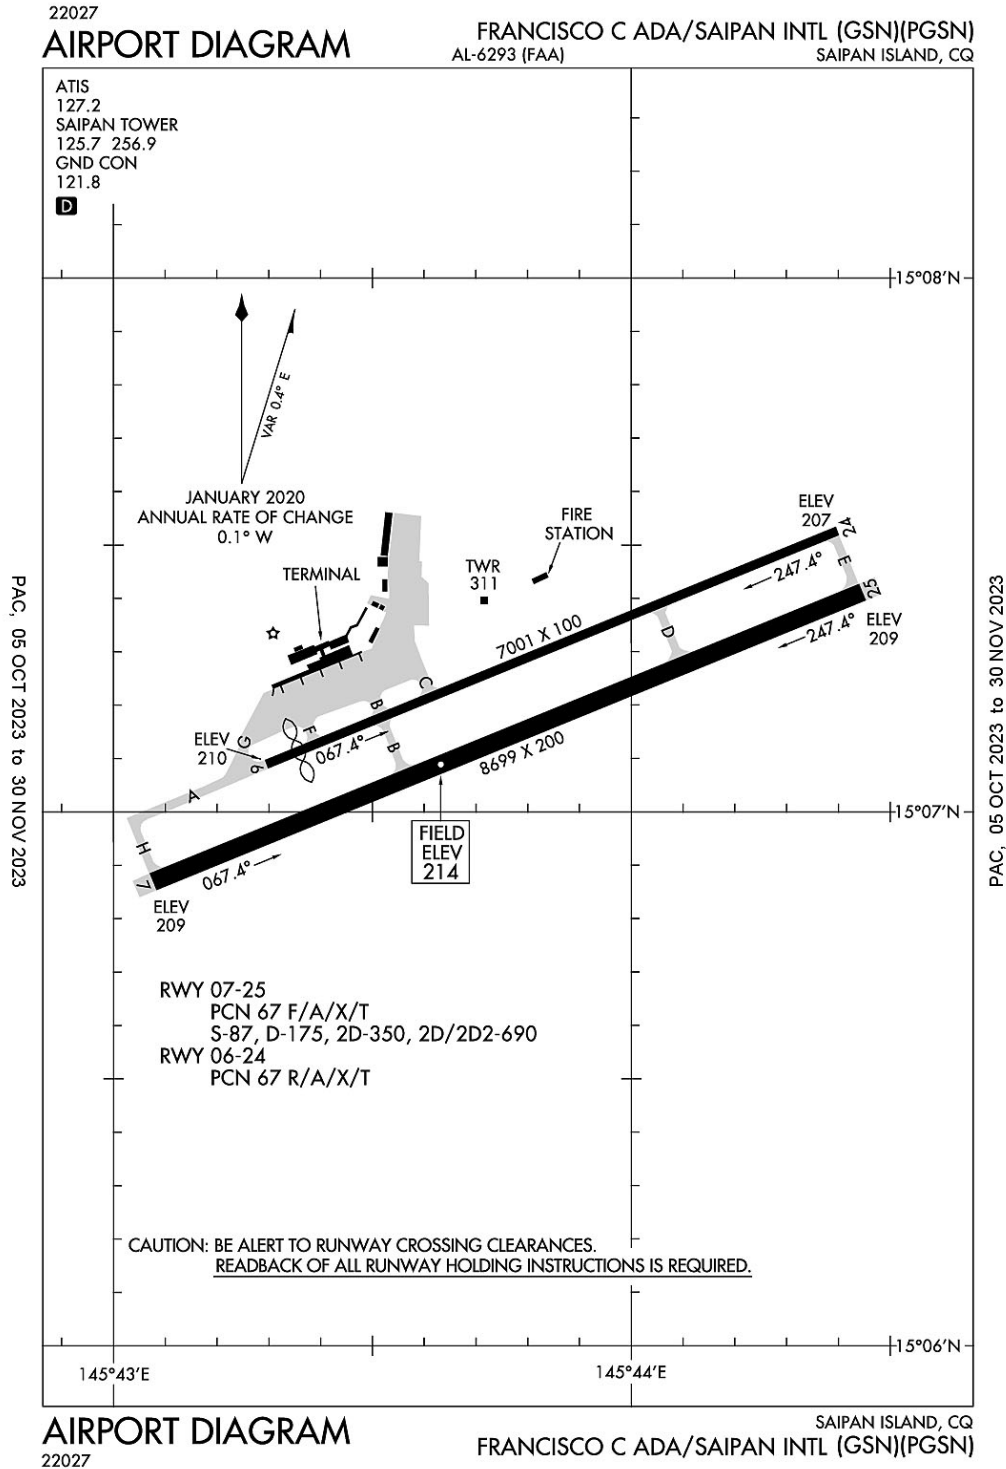 22027
AIRPORT DIAGRAM
FRANCISCO C ADA/SAIPAN INTL (GSN)(PGSN)
AL-6293 (FAA)
SAIPAN ISLAND, CQ
ATIS
127.2
SAIPAN TOWER
125.7 256.9
GND CON
121.8
D
15°08'N
VAR 0.4° E
JANUARY 2020
ANNUAL RATE OF CHANGE
0.1° W
FIRE
STATION
ELEV
207
24
TERMINAL
TWR
311
247.4°
E
25
ELEV
209
247.4°
7001 X 100
D
C
B
F
G
ELEV
210
6
067.4°
B
8699 X 200
A
15°07'N
H
7
067.4°
FIELD
ELEV
214
ELEV
209
RWY 07-25
PCN 67 F/A/X/T
S-87, D-175, 2D-350, 2D/2D2-690
RWY 06-24
PCN 67 R/A/X/T
CAUTION: BE ALERT TO RUNWAY CROSSING CLEARANCES.
READBACK OF ALL RUNWAY HOLDING INSTRUCTIONS IS REQUIRED.
15°06'N
145°43'E
145°44'E
PAC, 05 OCT 2023 to 30 NOV 2023
PAC, 05 OCT 2023 to 30 NOV 2023
AIRPORT DIAGRAM
22027
SAIPAN ISLAND, CQ
FRANCISCO C ADA/SAIPAN INTL (GSN)(PGSN)